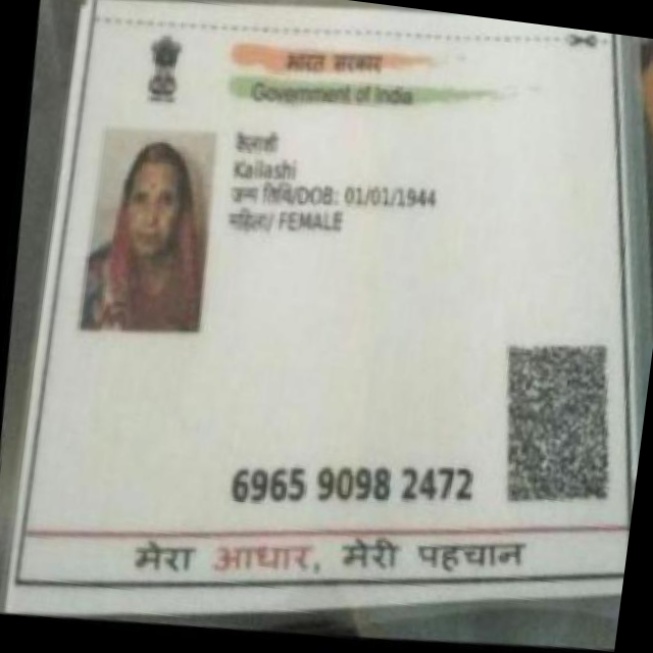 भारत सरकार
Government of India
कैलाशी
Kailashi
जन्म तिथि/DOB: 01/01/1944
महिला/ FEMALE
6965 9098 2472
मेरा आधार, मेरी पहचान